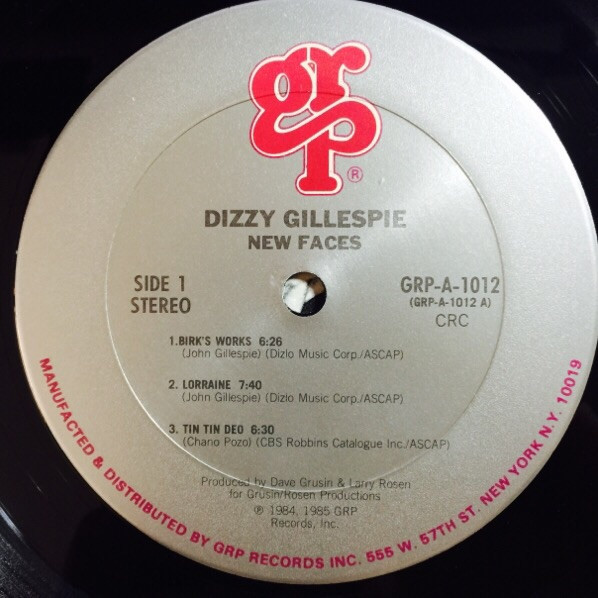 grp
®
DIZZY GILLESPIE
NEW FACES
SIDE 1
STEREO
GRP-A-1012
(GRP-A-1012 A)
CRC
1.BIRK'S WORKS 6:26
(John Gillespie) (Dizlo Music Corp./ASCAP)
2. LORRAINE 7:40
(John Gillespie) (Dizlo Music Corp./ASCAP)
3. TIN TIN DEO 6:30
(Chano Pozo) (CBS Robbins Catalogue Inc./ASCAP)
Produced by Dave Grusin & Larry Rosen
for Grusin/Rosen Productions
℗ 1984, 1985 GRP
Records, Inc.
MANUFACTED & DISTRIBUTED BY GRP RECORDS INC. 555 W. 57TH ST. NEW YORK N.Y. 10019